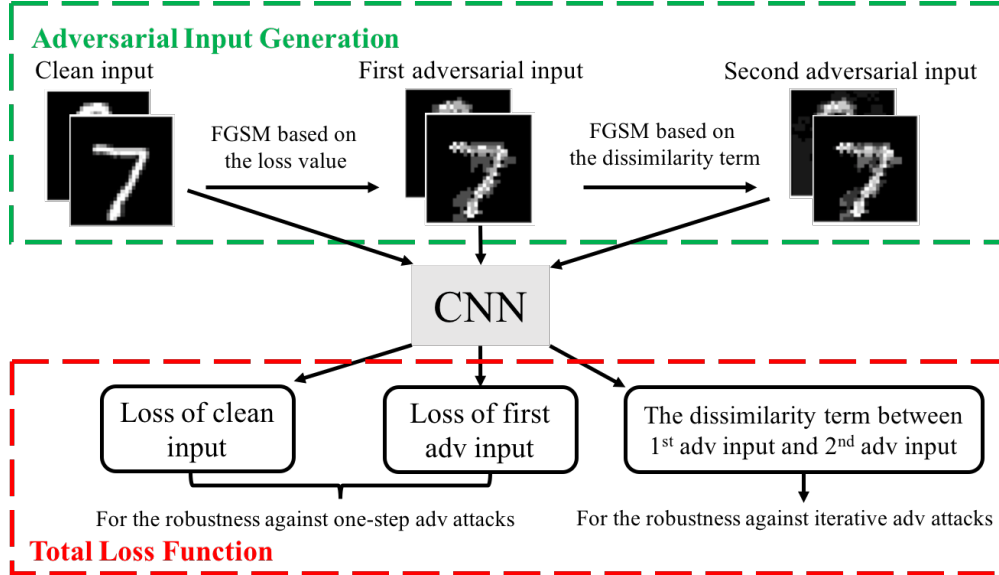 Adversarial Input Generation
Clean input
First adversarial input
Second adversarial input
FGSM based on
the loss value
FGSM based on
the dissimilarity term
7
7
7
CNN
Loss of clean
input
Loss of first
adv input
The dissimilarity term between
1st adv input and 2nd adv input
For the robustness against one-step adv attacks
For the robustness against iterative adv attacks
Total Loss Function